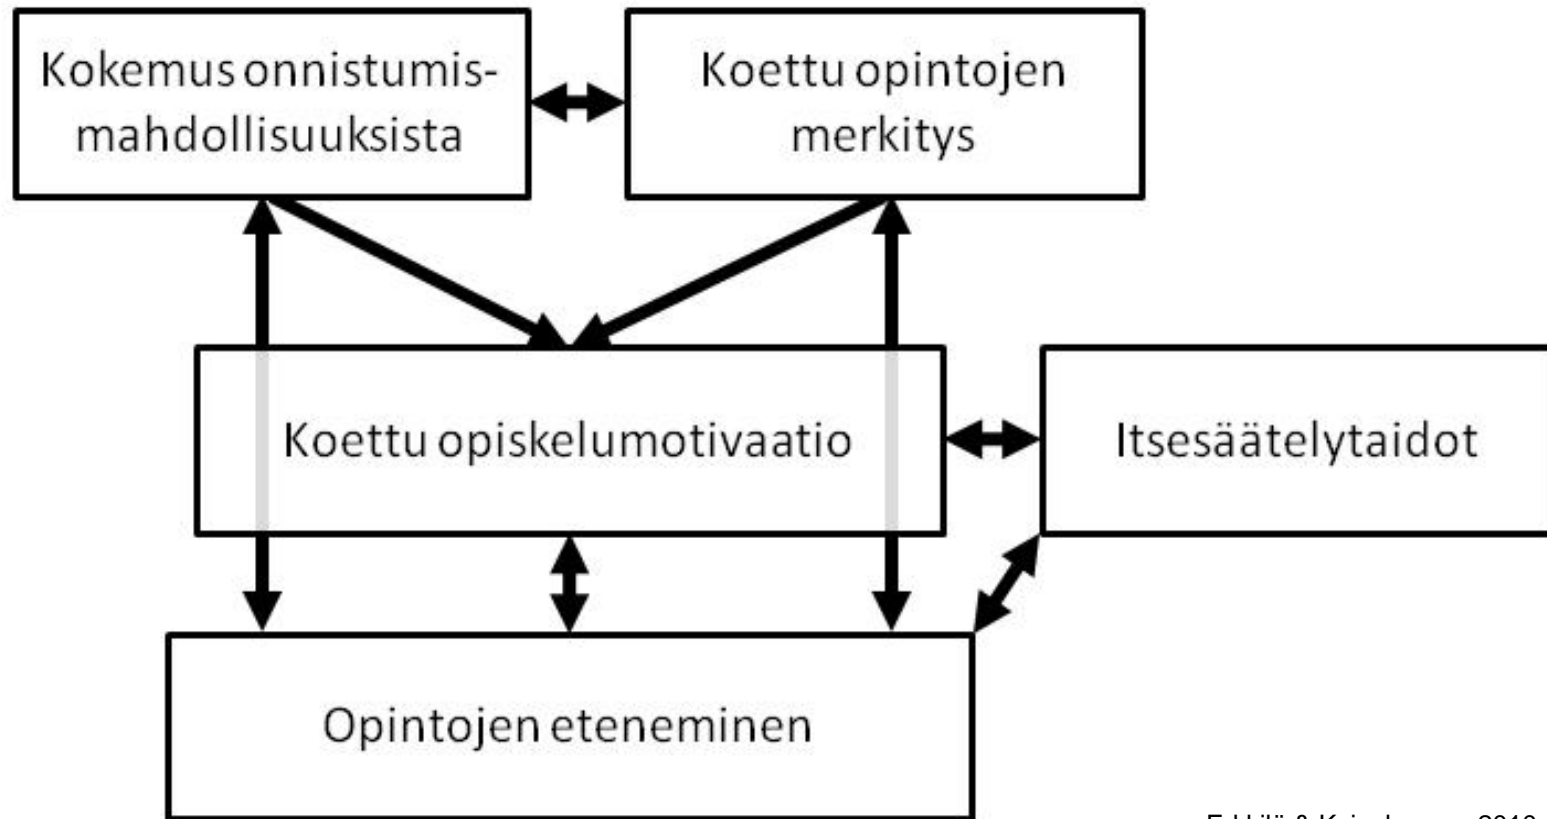 Kokemus onnistumis-
mahdollisuuksista
Koettu opintojen
merkitys
Koettu opiskelumotivaatio
Itsesäätelytaidot
Opintojen eteneminen
&